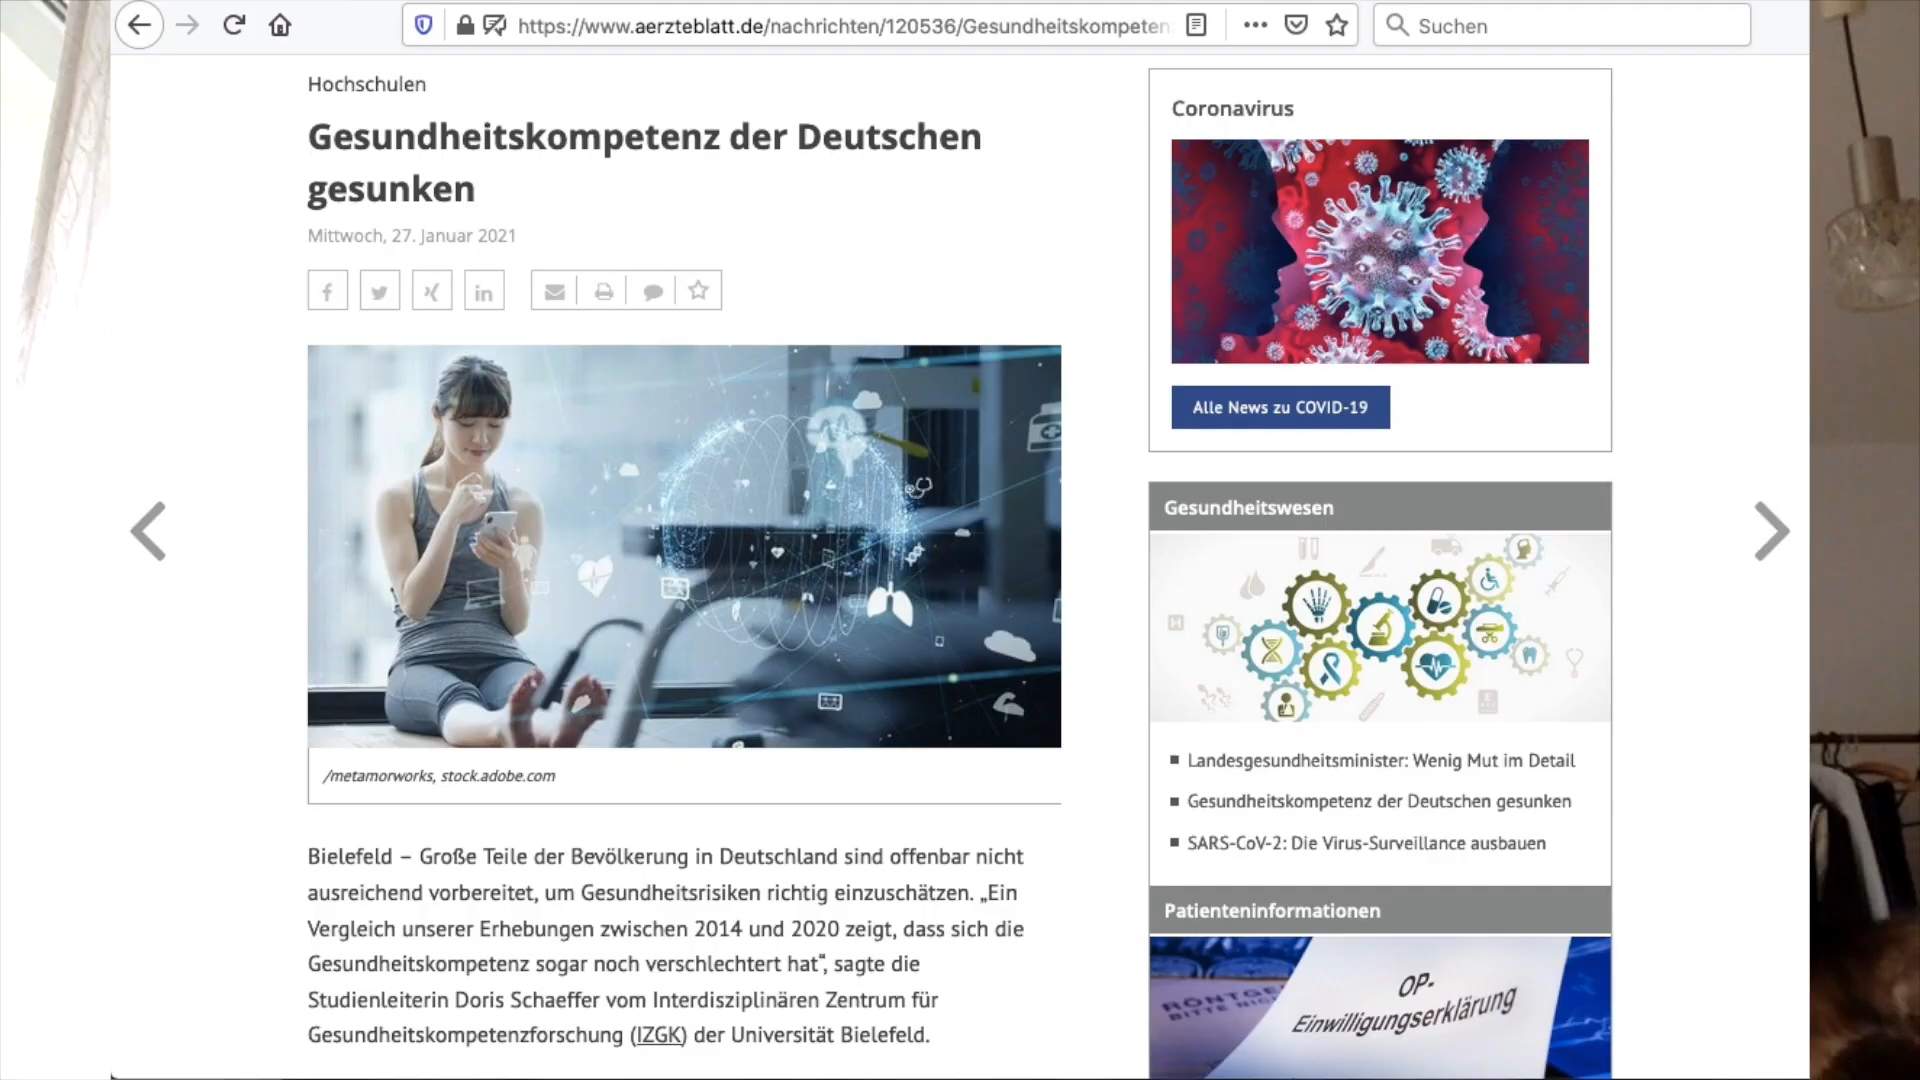 https://www.aerzteblatt.de/nachrichten/120536/Gesundheitskompeten
Suchen
Hochschulen
Gesundheitskompetenz der Deutschen
gesunken
Mittwoch, 27. Januar 2021
/metamorworks, stock.adobe.com
Bielefeld – Große Teile der Bevölkerung in Deutschland sind offenbar nicht
ausreichend vorbereitet, um Gesundheitsrisiken richtig einzuschätzen. „Ein
Vergleich unserer Erhebungen zwischen 2014 und 2020 zeigt, dass sich die
Gesundheitskompetenz sogar noch verschlechtert hat“, sagte die
Studienleiterin Doris Schaeffer vom Interdisziplinären Zentrum für
Gesundheitskompetenzforschung (IZGK) der Universität Bielefeld.
Coronavirus
Alle News zu COVID-19
Gesundheitswesen
Landesgesundheitsminister: Wenig Mut im Detail
Gesundheitskompetenz der Deutschen gesunken
SARS-CoV-2: Die Virus-Surveillance ausbauen
Patienteninformationen
OP-
Einwilligungserklärung